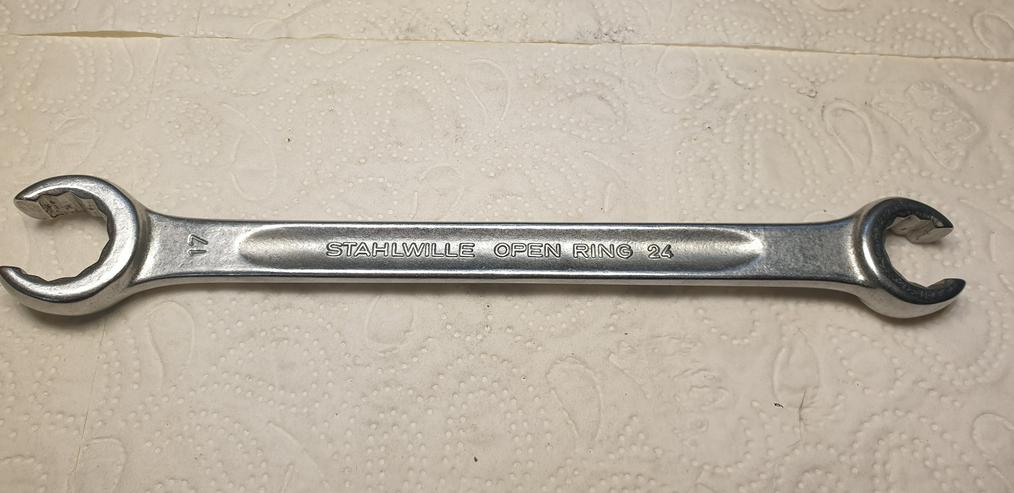 17
STAHLWILLE OPEN RING 24